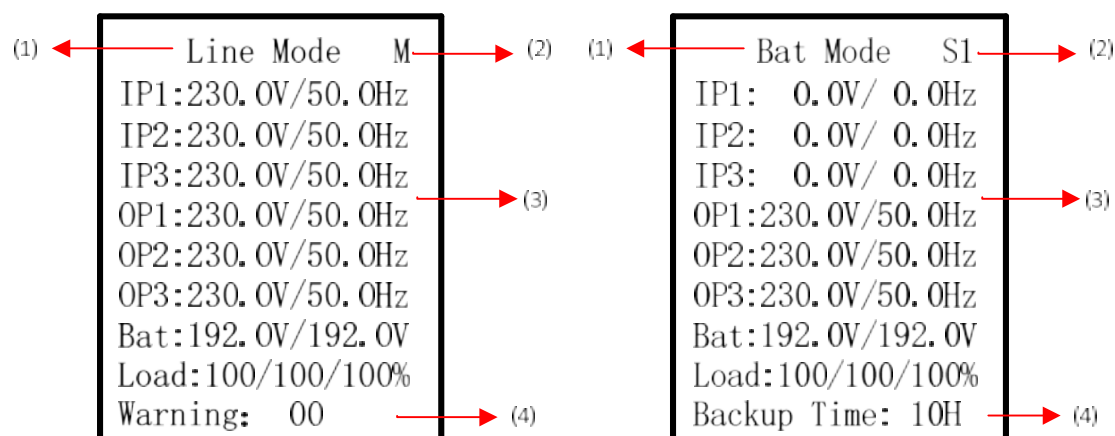 (1) Line Mode M (2)
IP1:230.0V/50.0Hz
IP2:230.0V/50.0Hz
IP3:230.0V/50.0Hz
(3)
OP1:230.0V/50.0Hz
OP2:230.0V/50.0Hz
OP3:230.0V/50.0Hz
Bat:192.0V/192.0V
Load:100/100/100%
Warning: 00 (4)
(1) Bat Mode S1 (2)
IP1: 0.0V/ 0.0Hz
IP2: 0.0V/ 0.0Hz
IP3: 0.0V/ 0.0Hz
(3)
OP1:230.0V/50.0Hz
OP2:230.0V/50.0Hz
OP3:230.0V/50.0Hz
Bat:192.0V/192.0V
Load:100/100/100%
Backup Time: 10H (4)